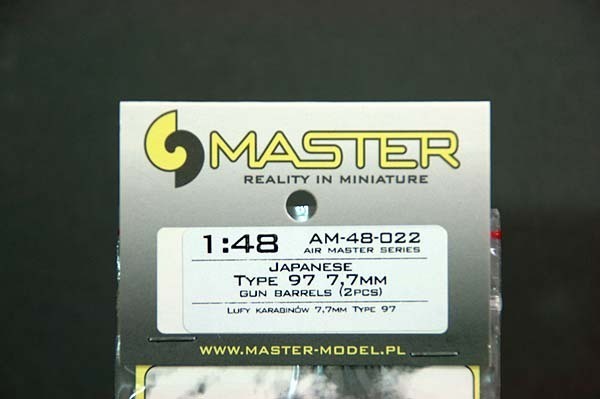 MASTER
REALITY IN MINIATURE
1:48 AM-48-022
AIR MASTER SERIES
JAPANESE
TYPE 97 7,7MM
GUN BARRELS (2PCS)
LUFY KARABINÓW 7,7MM TYPE 97
WWW.MASTER-MODEL.PL